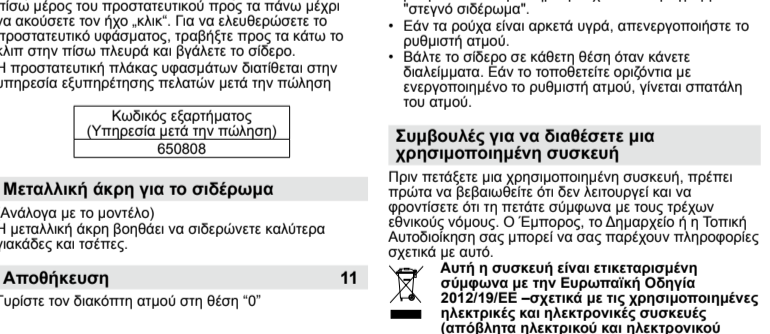 πίσω μέρος του προστατευτικού προς τα πάνω μέχρι
να ακούσετε τον ήχο „κλικ“. Για να ελευθερώσετε το
προστατευτικό υφάσματος, τραβήξτε προς τα κάτω το
κλιπ στην πίσω πλευρά και βγάλετε το σίδερο.
Η προστατευτική πλάκας υφασμάτων διατίθεται στην
υπηρεσία εξυπηρέτησης πελατών μετά την πώληση
Κωδικός εξαρτήματος
(Υπηρεσία μετά την πώληση)
650808
Μεταλλική άκρη για το σιδέρωμα
(Ανάλογα με το μοντέλο)
Η μεταλλική άκρη βοηθάει να σιδερώνετε καλύτερα
γιακάδες και τσέπες.
Αποθήκευση 11
Γυρίστε τον διακόπτη ατμού στη θέση “0”
"στεγνό σιδέρωμα".
• Εάν τα ρούχα είναι αρκετά υγρά, απενεργοποιήστε το
ρυθμιστή ατμού.
• Βάλτε το σίδερο σε κάθετη θέση όταν κάνετε
διαλείμματα. Εάν το τοποθετείτε οριζόντια με
ενεργοποιημένο το ρυθμιστή ατμού, γίνεται σπατάλη
του ατμού.
Συμβουλές για να διαθέσετε μια
χρησιμοποιημένη συσκευή
Πριν πετάξετε μια χρησιμοποιημένη συσκευή, πρέπει
πρώτα να βεβαιωθείτε ότι δεν λειτουργεί και να
φροντίσετε ότι τη πετάτε σύμφωνα με τους τρέχων
εθνικούς νόμους. Ο Έμπορος, το Δημαρχείο ή η Τοπική
Αυτοδιοίκηση σας μπορεί να σας παρέχουν πληροφορίες
σχετικά με αυτό.
Αυτή η συσκευή είναι ετικεταρισμένη
σύμφωνα με την Ευρωπαϊκή Οδηγία
2012/19/ΕΕ –σχετικά με τις χρησιμοποιημένες
ηλεκτρικές και ηλεκτρονικές συσκευές
(απόβλητα ηλεκτρικού και ηλεκτρονικού